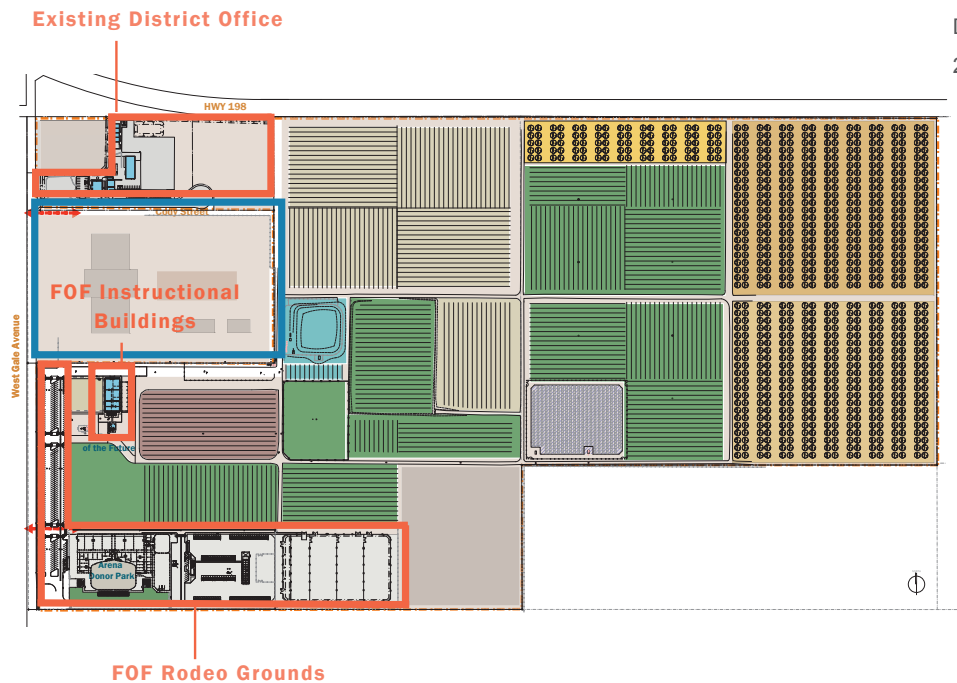 Existing District Office
D
2
HWY 198
Cody Street
FOF Instructional
Buildings
West Gale Avenue
of the Future
Arena
Donor Park
FOF Rodeo Grounds